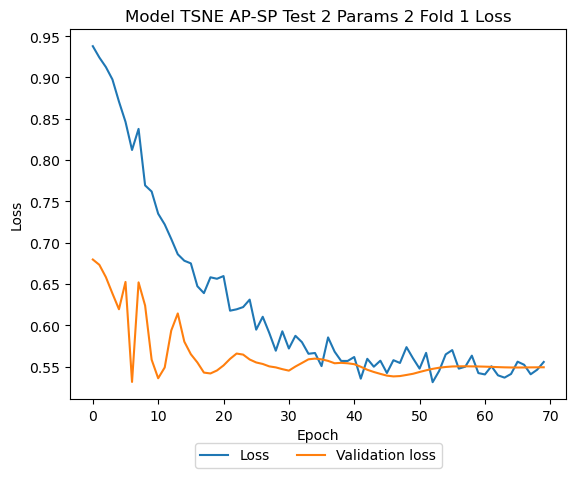 Model TSNE AP-SP Test 2 Params 2 Fold 1 Loss
0.95
0.90
0.85
0.80
0.75
0.70
0.65
0.60
0.55
Loss
0 10 20 30 40 50 60 70
Epoch
Loss Validation loss